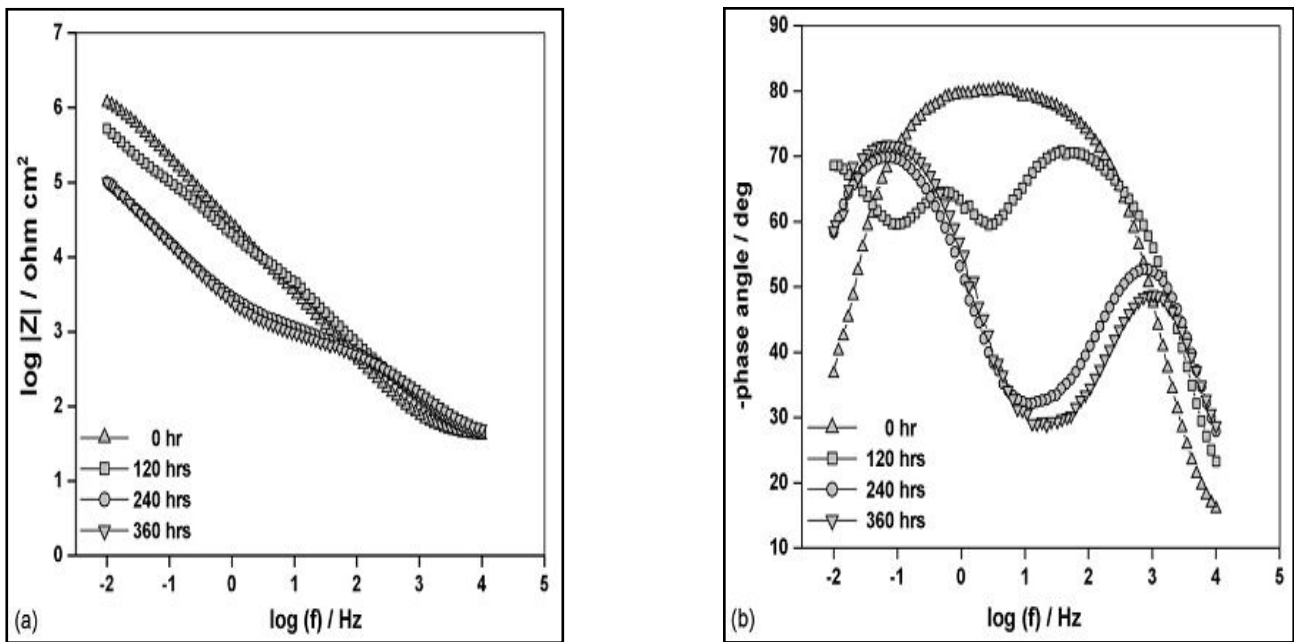 7
6
5
4
3
2
1
0
log |Z| / ohm cm²
0 hr
120 hrs
240 hrs
360 hrs
-2 -1 0 1 2 3 4 5
(a)
log (f) / Hz
90
80
70
60
50
40
30
20
10
-phase angle / deg
0 hr
120 hrs
240 hrs
360 hrs
-2 -1 0 1 2 3 4 5
(b)
log (f) / Hz